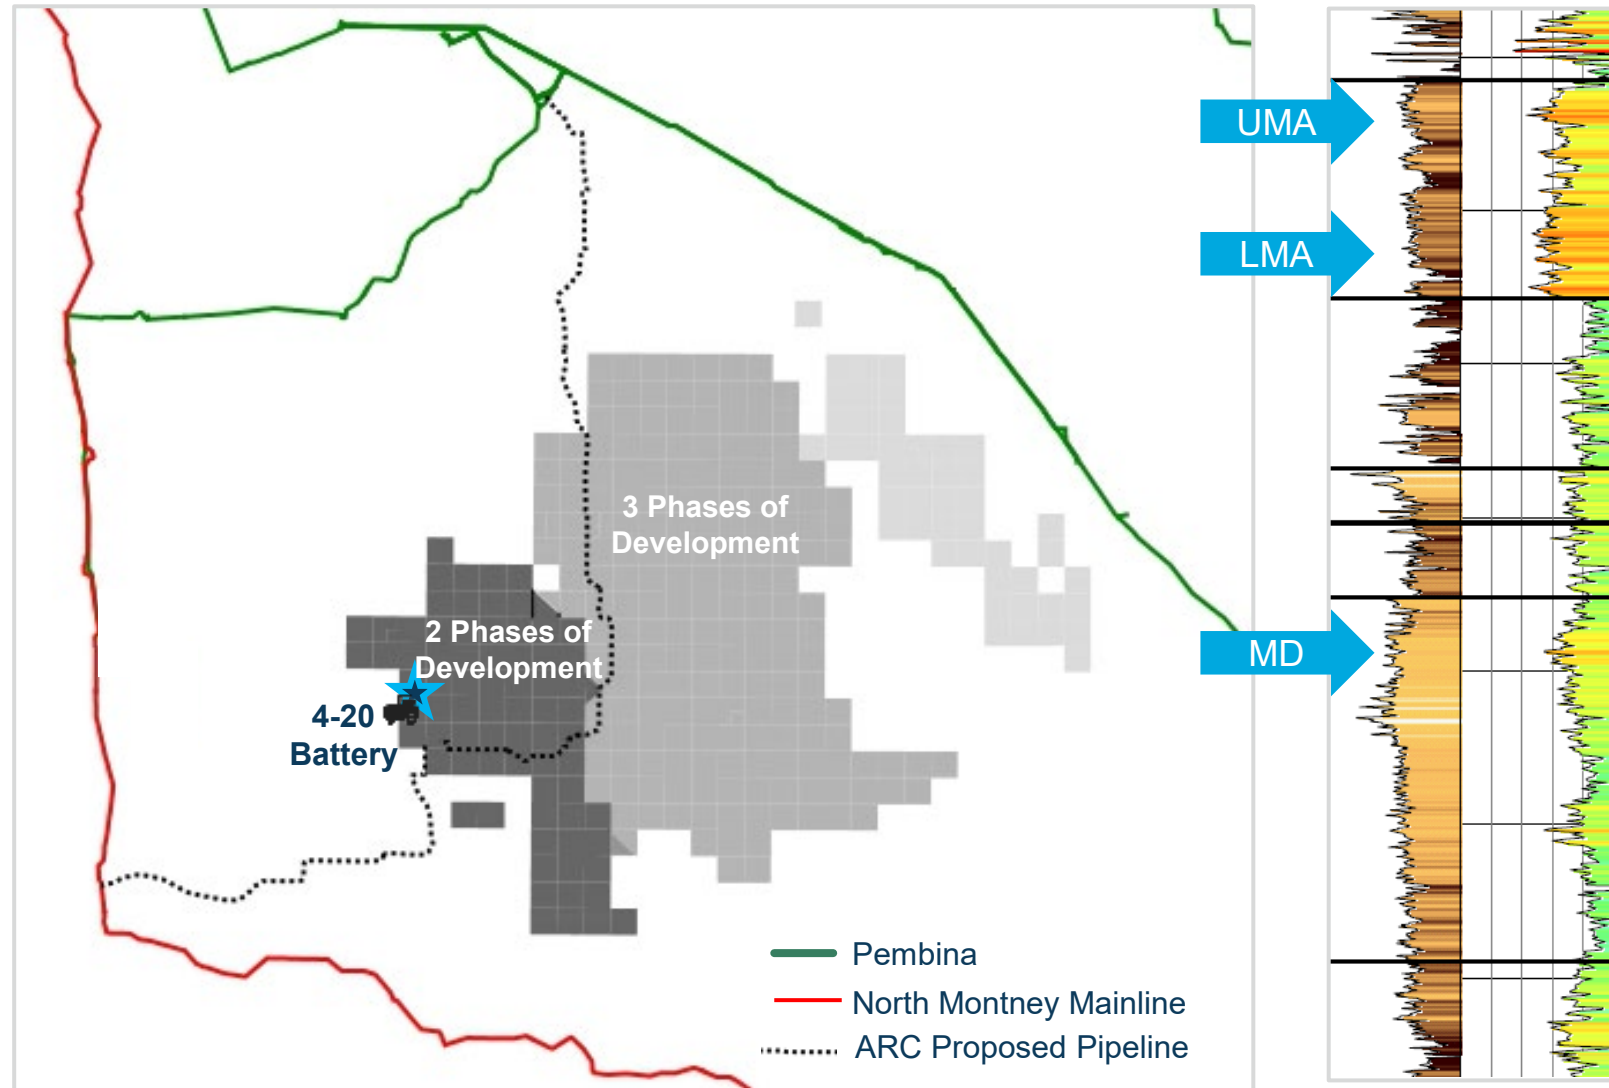 UMA
LMA
3 Phases of
Development
2 Phases of
Development
MD
4-20
Battery
Pembina
North Montney Mainline
ARC Proposed Pipeline